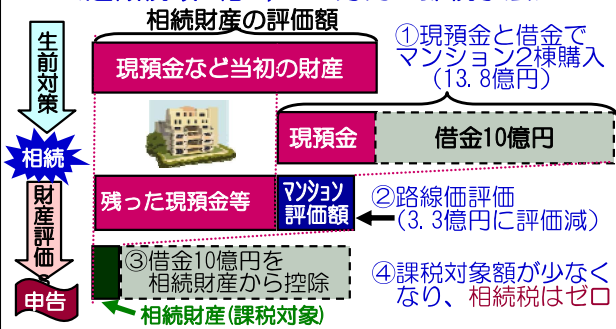 相続財産の評価額
生前対策
現預金など当初の財産
①現預金と借金で
マンション2棟購入
(13.8億円)
相続
現預金
借金10億円
財産評価
残った現預金等
マンション
評価額
②路線価評価
(3.3億円に評価減)
③借金10億円を
相続財産から控除
④課税対象額が少なく
なり、相続税はゼロ
申告
相続財産(課税対象)